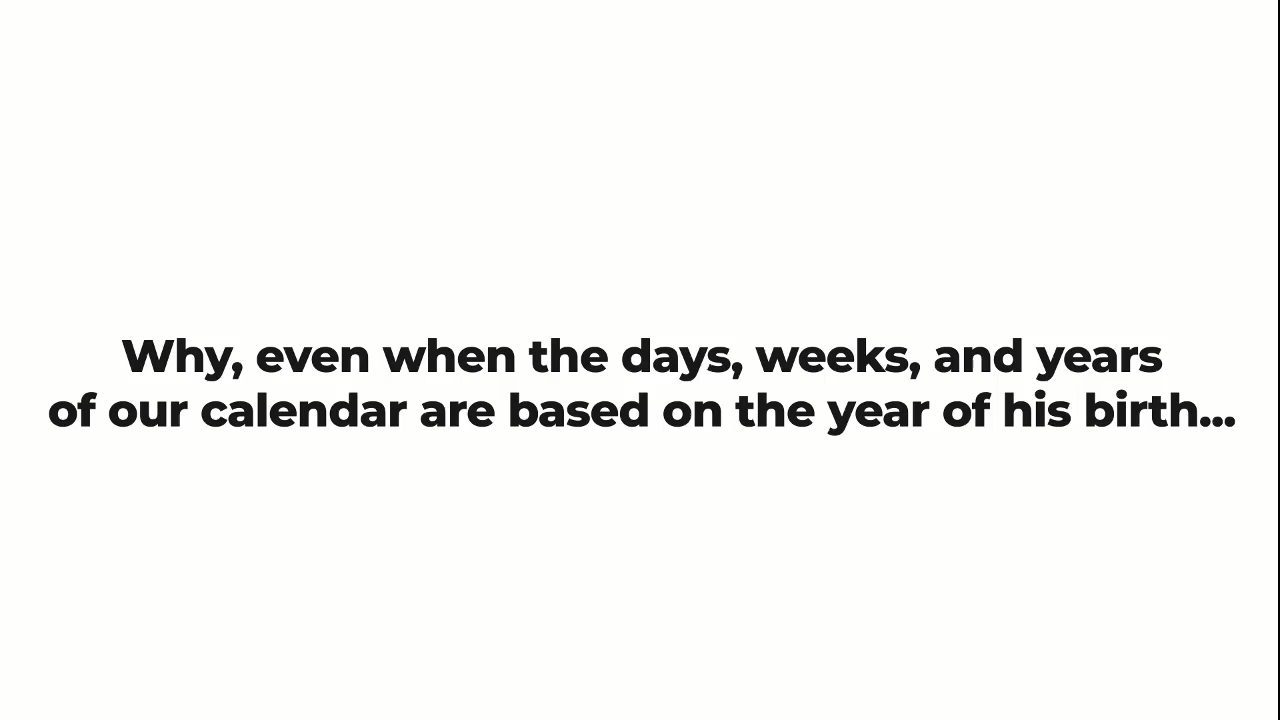 Why, even when the days, weeks, and years
of our calendar are based on the year of his birth...